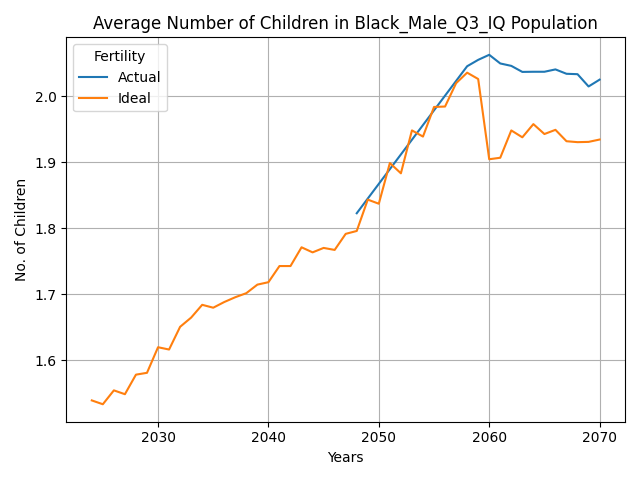 Average Number of Children in Black_Male_Q3_IQ Population
Fertility
Actual
Ideal
No. of Children
2.0
1.9
1.8
1.7
1.6
2030 2040 2050 2060 2070
Years